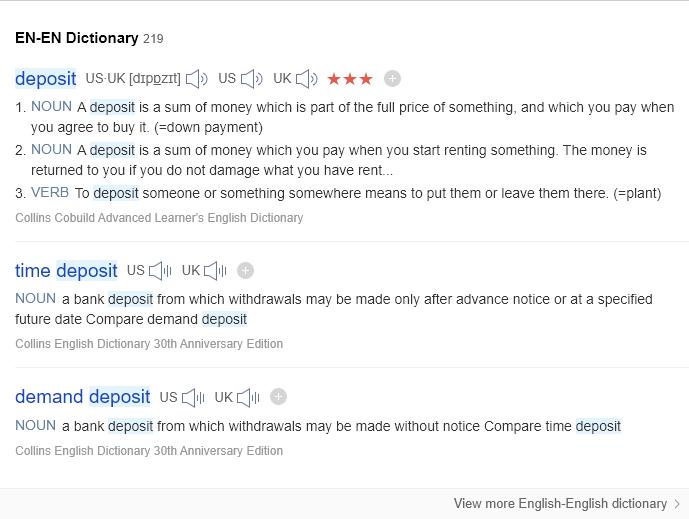 EN-EN Dictionary 219
deposit US·UK [dɪpɒzɪt] US UK ★★★
1. NOUN A deposit is a sum of money which is part of the full price of something, and which you pay when
you agree to buy it. (=down payment)
2. NOUN A deposit is a sum of money which you pay when you start renting something. The money is
returned to you if you do not damage what you have rent...
3. VERB To deposit someone or something somewhere means to put them or leave them there. (=plant)
Collins Cobuild Advanced Learner's English Dictionary
time deposit US UK
NOUN a bank deposit from which withdrawals may be made only after advance notice or at a specified
future date Compare demand deposit
Collins English Dictionary 30th Anniversary Edition
demand deposit US UK
NOUN a bank deposit from which withdrawals may be made without notice Compare time deposit
Collins English Dictionary 30th Anniversary Edition
View more English-English dictionary >